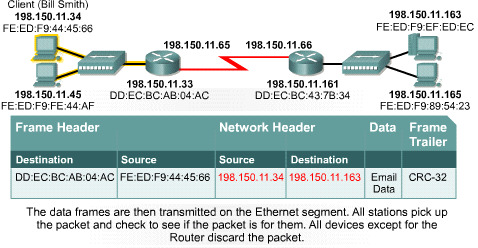 Client (Bill Smith)
198.150.11.34
FE:ED:F9:44:45:66
198.150.11.163
FE:ED:F9:EF:ED:EC
198.150.11.65
198.150.11.66
198.150.11.45
FE:ED:F9:FE:44:AF
198.150.11.33
DD:EC:BC:AB:04:AC
198.150.11.161
DD:EC:BC:43:7B:34
198.150.11.165
FE:ED:F9:89:54:23
Frame Header
Network Header
Data
Frame
Trailer
Destination
Source
Source
Destination
DD:EC:BC:AB:04:AC
FE:ED:F9:44:45:66
198.150.11.34
198.150.11.163
Email
Data
CRC-32
The data frames are then transmitted on the Ethernet segment. All stations pick up
the packet and check to see if the packet is for them. All devices except for the
Router discard the packet.